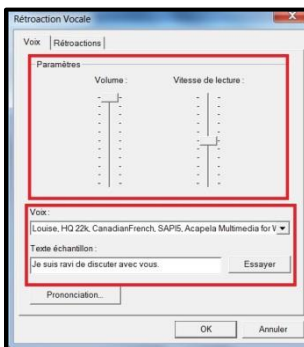 Rétroaction Vocale
Voix Rétroactions
Paramètres
Volume : Vitesse de lecture :
Voix :
Louise, HQ 22k, CanadianFrench, SAPI5, Acapela Multimedia for
Texte échantillon :
Je suis ravi de discuter avec vous. Essayer
Prononciation...
OK Annuler